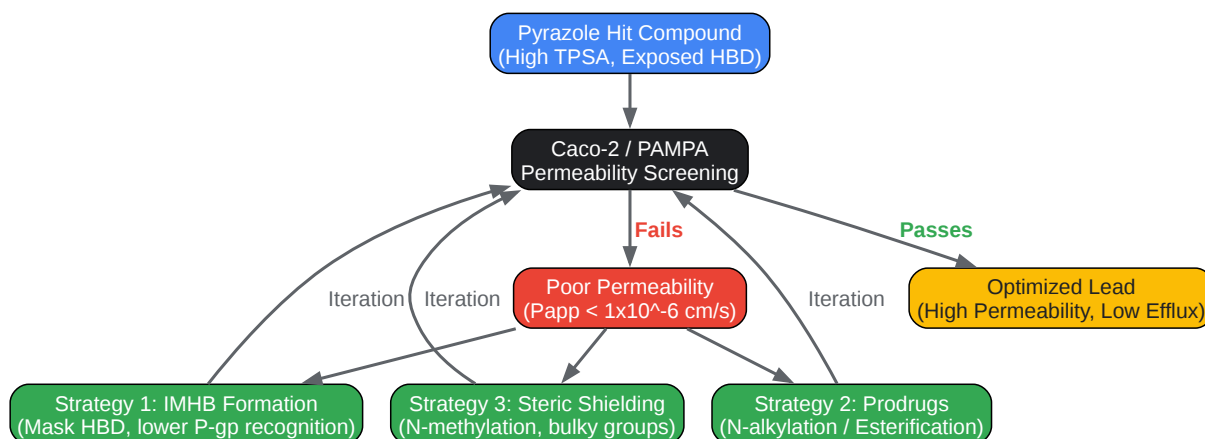 Pyrazole Hit Compound
(High TPSA, Exposed HBD)
Caco-2 / PAMPA
Permeability Screening
Fails
Passes
Iteration
Iteration
Poor Permeability
(Papp < 1x10^-6 cm/s)
Iteration
Optimized Lead
(High Permeability, Low Efflux)
Strategy 1: IMHB Formation
(Mask HBD, lower P-gp recognition)
Strategy 3: Steric Shielding
(N-methylation, bulky groups)
Strategy 2: Prodrugs
(N-alkylation / Esterification)